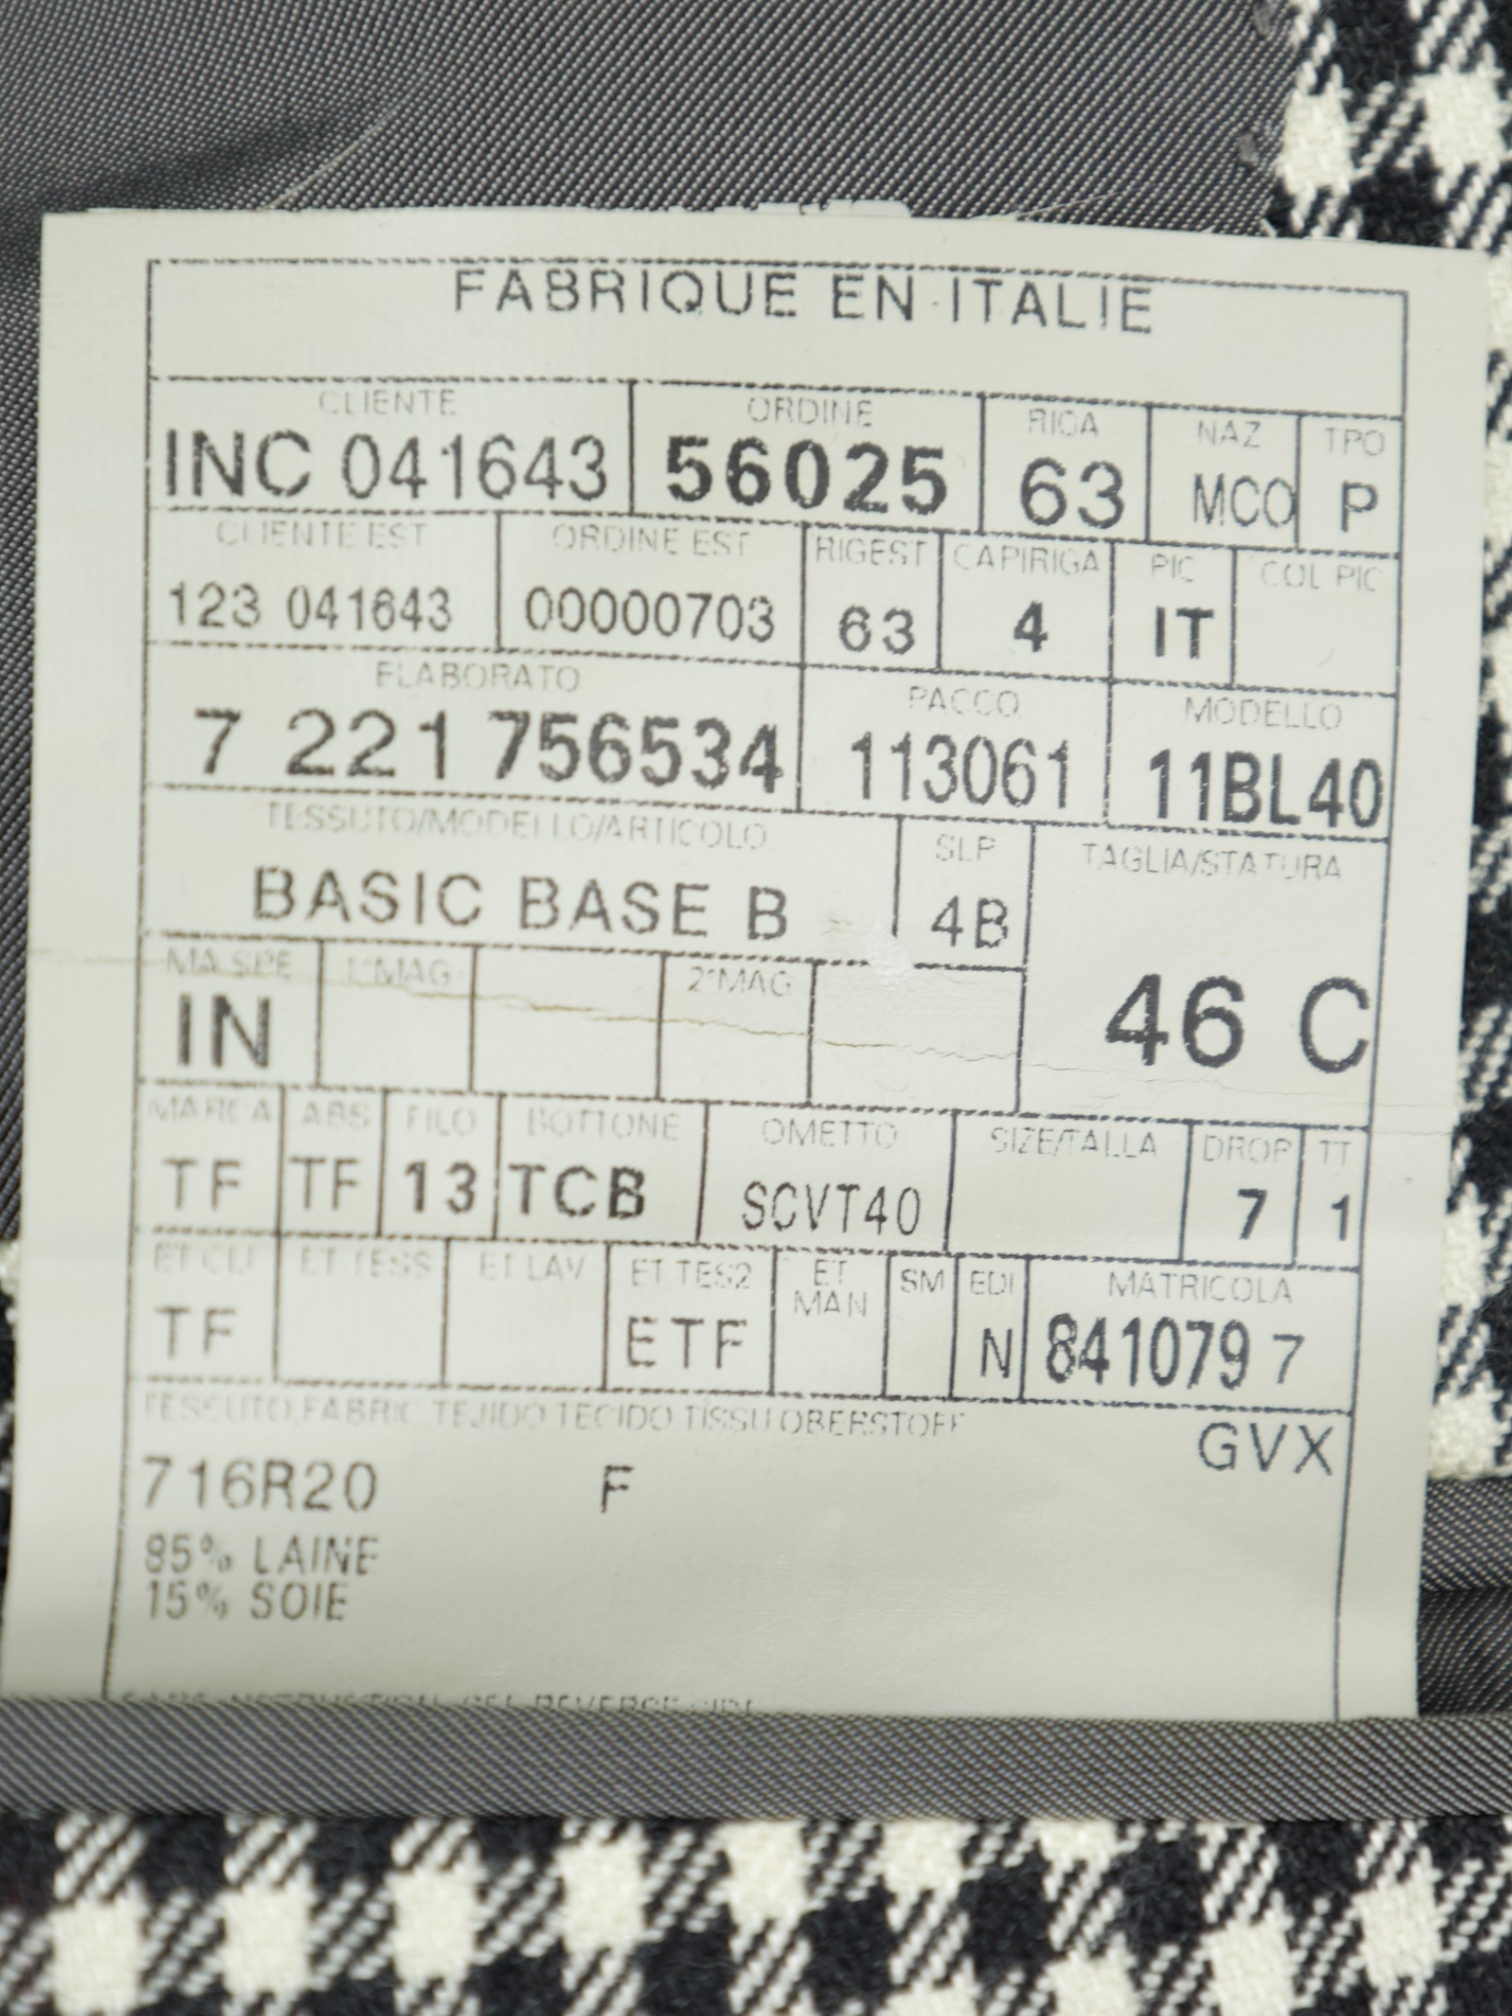 FABRIQUE EN ITALIE
CLIENTE ORDINE RIGA NAZ TPO
INC 041643 56025 63 MCO P
CLIENTE EST ORDINE EST RIGEST CAPIRIGA PIC COL PIC
123 041643 00000703 63 4 IT
ELABORATO PACCO MODELLO
7 221 756534 113061 11BL40
TESSUTO/MODELLO/ARTICOLO SLP TAGLIA/STATURA
BASIC BASE B 4B
46 C
MA SPE 1°MAG 2°MAG
IN
MARCA ABS FILO BOTTONE OMETTO SIZE/TALLA DROP TT
TF TF 13 TCB SCVT40 7 1
ET CLI ET TESS ET LAV ET TES2 ET MAN SM EDI MATRICOLA
TF ETF N 841079 7
TESSUTO FABRIC TEJIDO TECIDO TISSU OBERSTOFF
GVX
716R20 F
85% LAINE
15% SOIE
REVERSE SIDE